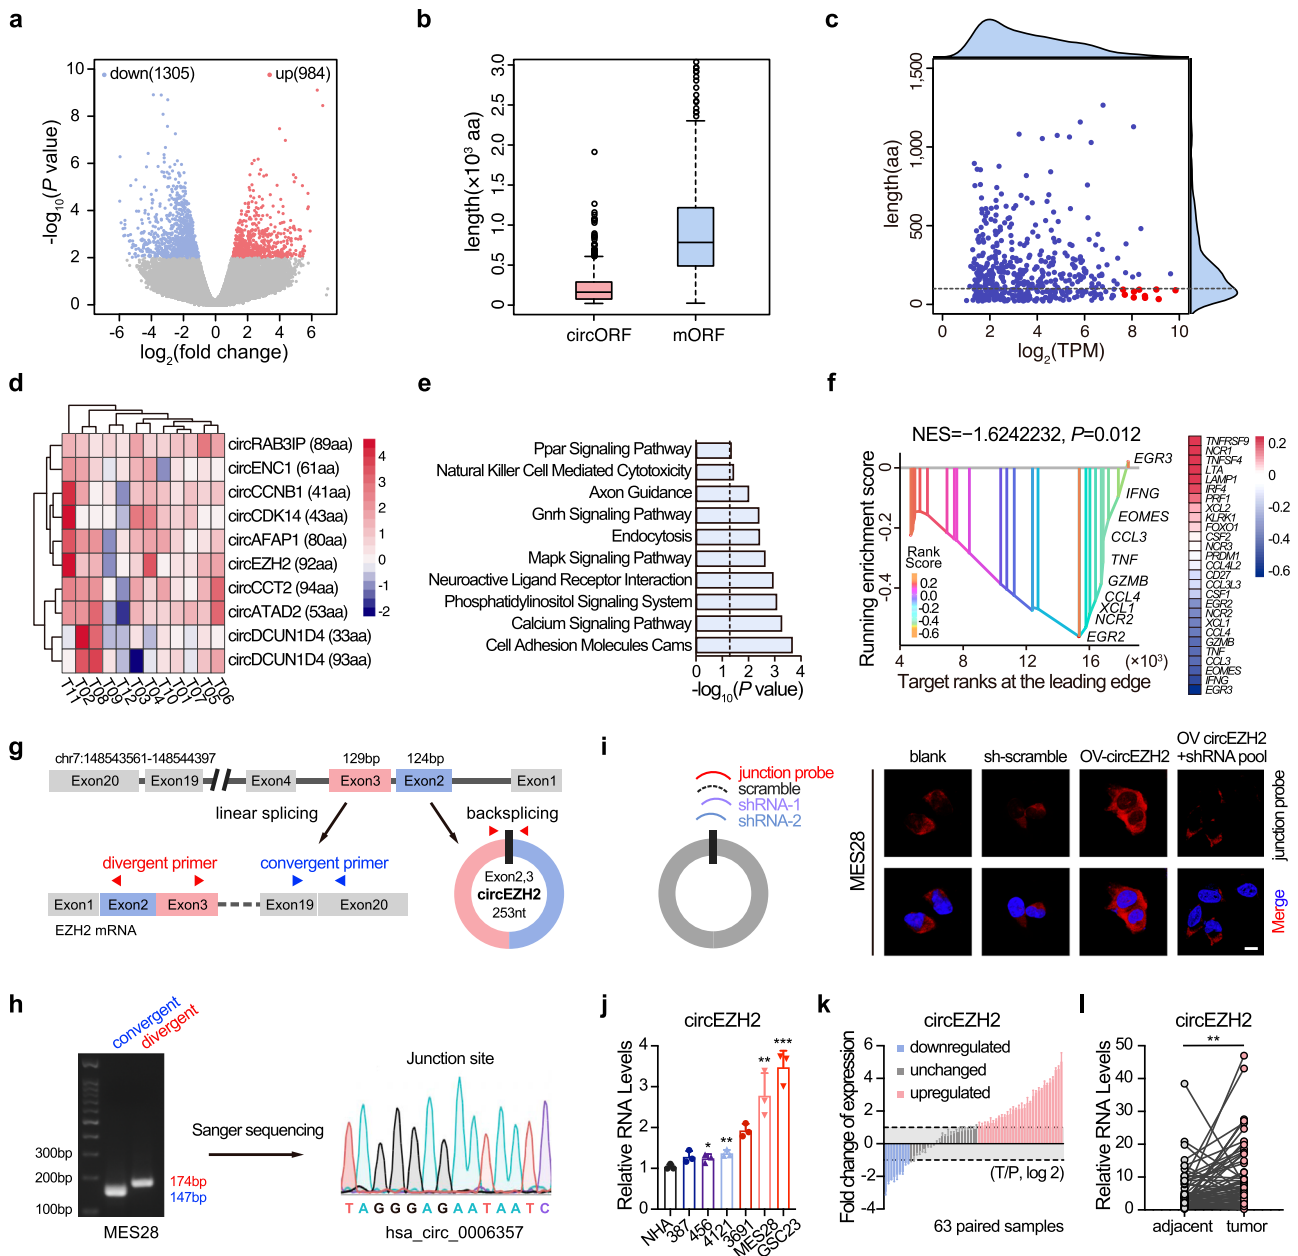 a
down(1305)
up(984)
-log10(P value)
10
8
6
4
2
0
-6
-4
-2
0
2
4
6
log2(fold change)
b
length(×10³ aa)
3.0
2.5
2.0
1.5
1.0
0.5
0
circORF
mORF
c
length(aa)
1,500
1,000
500
0
0
2
4
6
8
10
log2(TPM)
d
circRAB3IP (89aa)
circENC1 (61aa)
circCCNB1 (41aa)
circCDK14 (43aa)
circAFAP1 (80aa)
circEZH2 (92aa)
circCCT2 (94aa)
circATAD2 (53aa)
circDCUN1D4 (33aa)
circDCUN1D4 (93aa)
T11
T02
T08
T09
T12
T03
T04
T10
T01
T07
T05
T06
4
3
2
1
0
-1
-2
e
Ppar Signaling Pathway
Natural Killer Cell Mediated Cytotoxicity
Axon Guidance
Gnrh Signaling Pathway
Endocytosis
Mapk Signaling Pathway
Neuroactive Ligand Receptor Interaction
Phosphatidylinositol Signaling System
Calcium Signaling Pathway
Cell Adhesion Molecules Cams
0
1
2
3
4
-log10(P value)
f
NES=−1.6242232, P=0.012
Running enrichment score
0
-0.2
-0.4
Rank
Score
0.2
0.0
-0.2
-0.4
-0.6
EGR3
IFNG
EOMES
CCL3
TNF
GZMB
CCL4
XCL1
NCR2
EGR2
4
8
12
16
(×10³)
Target ranks at the leading edge
TNFRSF9
NCR1
TNFSF4
LTA
LAMP1
IRF4
PRF1
XCL2
KLRK1
FOXO1
CSF2
NCR3
PRDM1
CCL4L2
CD27
CCL3L3
CSF1
EGR2
NCR2
XCL1
CCL4
GZMB
TNF
CCL3
EOMES
IFNG
EGR3
0.2
0.0
-0.2
-0.4
-0.6
g
chr7:148543561-148544397
129bp
124bp
Exon20
Exon19
Exon4
Exon3
Exon2
Exon1
linear splicing
backsplicing
divergent primer
convergent primer
Exon1
Exon2
Exon3
Exon19
Exon20
EZH2 mRNA
Exon2,3
circEZH2
253nt
i
junction probe
scramble
shRNA-1
shRNA-2
blank
sh-scramble
OV-circEZH2
OV circEZH2
+shRNA pool
MES28
junction probe
Merge
h
convergent
divergent
300bp
200bp
100bp
174bp
147bp
MES28
Sanger sequencing
Junction site
T A G G G A G A A T A A T C
hsa_circ_0006357
j
circEZH2
Relative RNA Levels
4
3
2
1
0
*
**
**
***
NHA
387
456
4121
3691
MES28
GSC23
k
circEZH2
Fold change of expression
6
4
2
0
-2
-4
downregulated
unchanged
upregulated
(T/P, log 2)
63 paired samples
l
circEZH2
**
Relative RNA Levels
50
40
30
20
10
0
adjacent
tumor